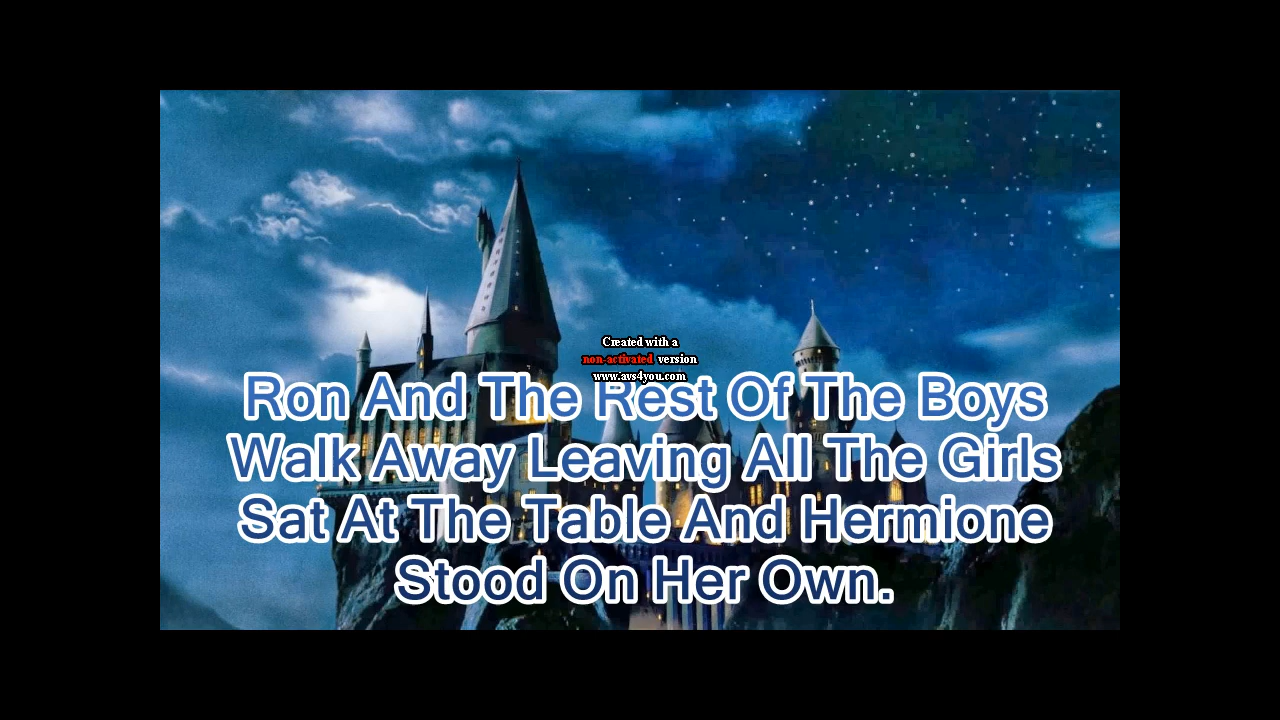 Created with a
non-activated version
www.avs4you.com
Ron And The Rest Of The Boys
Walk Away Leaving All The Girls
Sat At The Table And Hermione
Stood On Her Own.